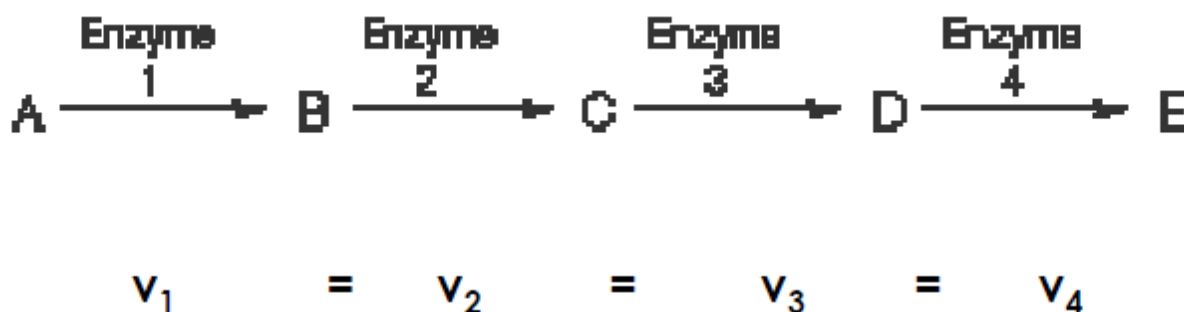 Enzyme Enzyme Enzyme Enzyme
1 2 3 4
A B C D E
v₁ = v₂ = v₃ = v₄